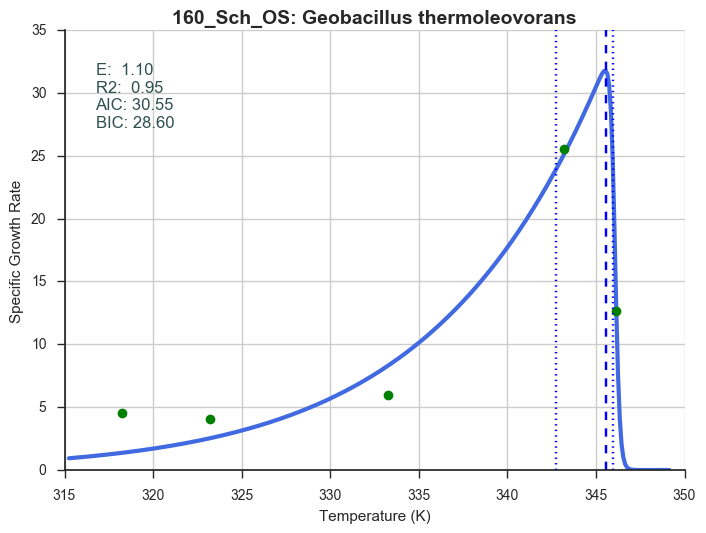 160_Sch_OS: Geobacillus thermoleovorans
E:  1.10
R2:  0.95
AIC: 30.55
BIC: 28.60
Specific Growth Rate
35
30
25
20
15
10
5
0
315 320 325 330 335 340 345 350
Temperature (K)